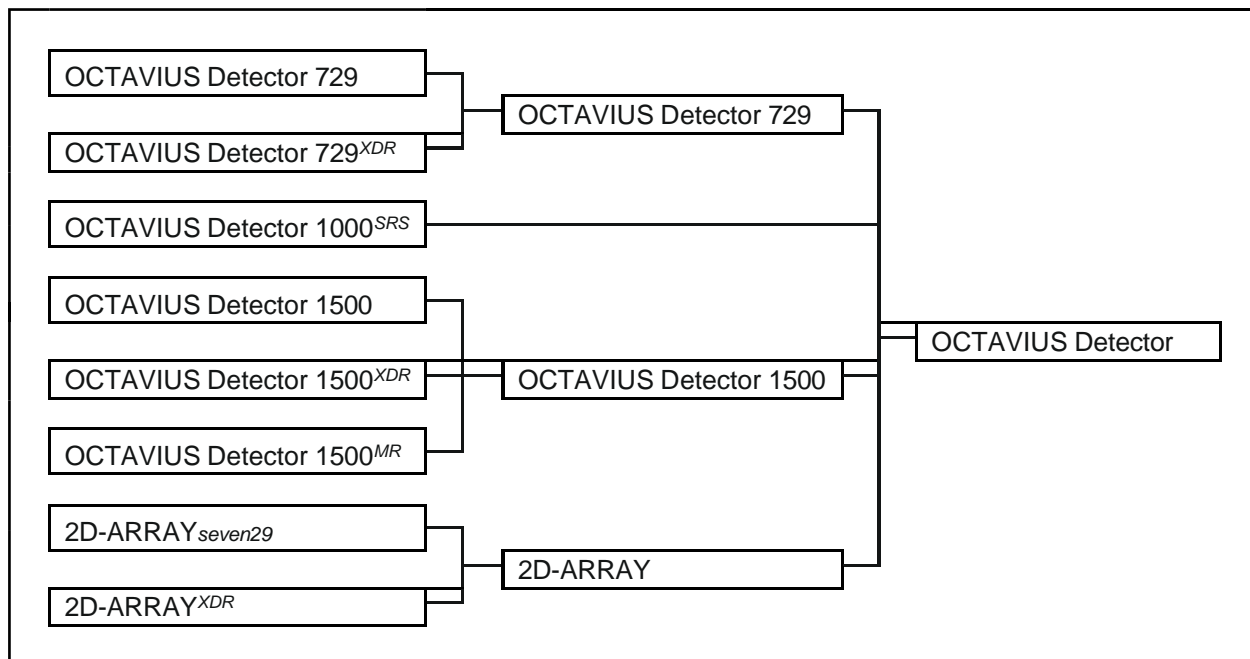 OCTAVIUS Detector 729
OCTAVIUS Detector 729XDR
OCTAVIUS Detector 1000SRS
OCTAVIUS Detector 1500
OCTAVIUS Detector 1500XDR
OCTAVIUS Detector 1500MR
2D-ARRAYseven29
2D-ARRAYXDR
OCTAVIUS Detector 729
OCTAVIUS Detector 1500
2D-ARRAY
OCTAVIUS Detector